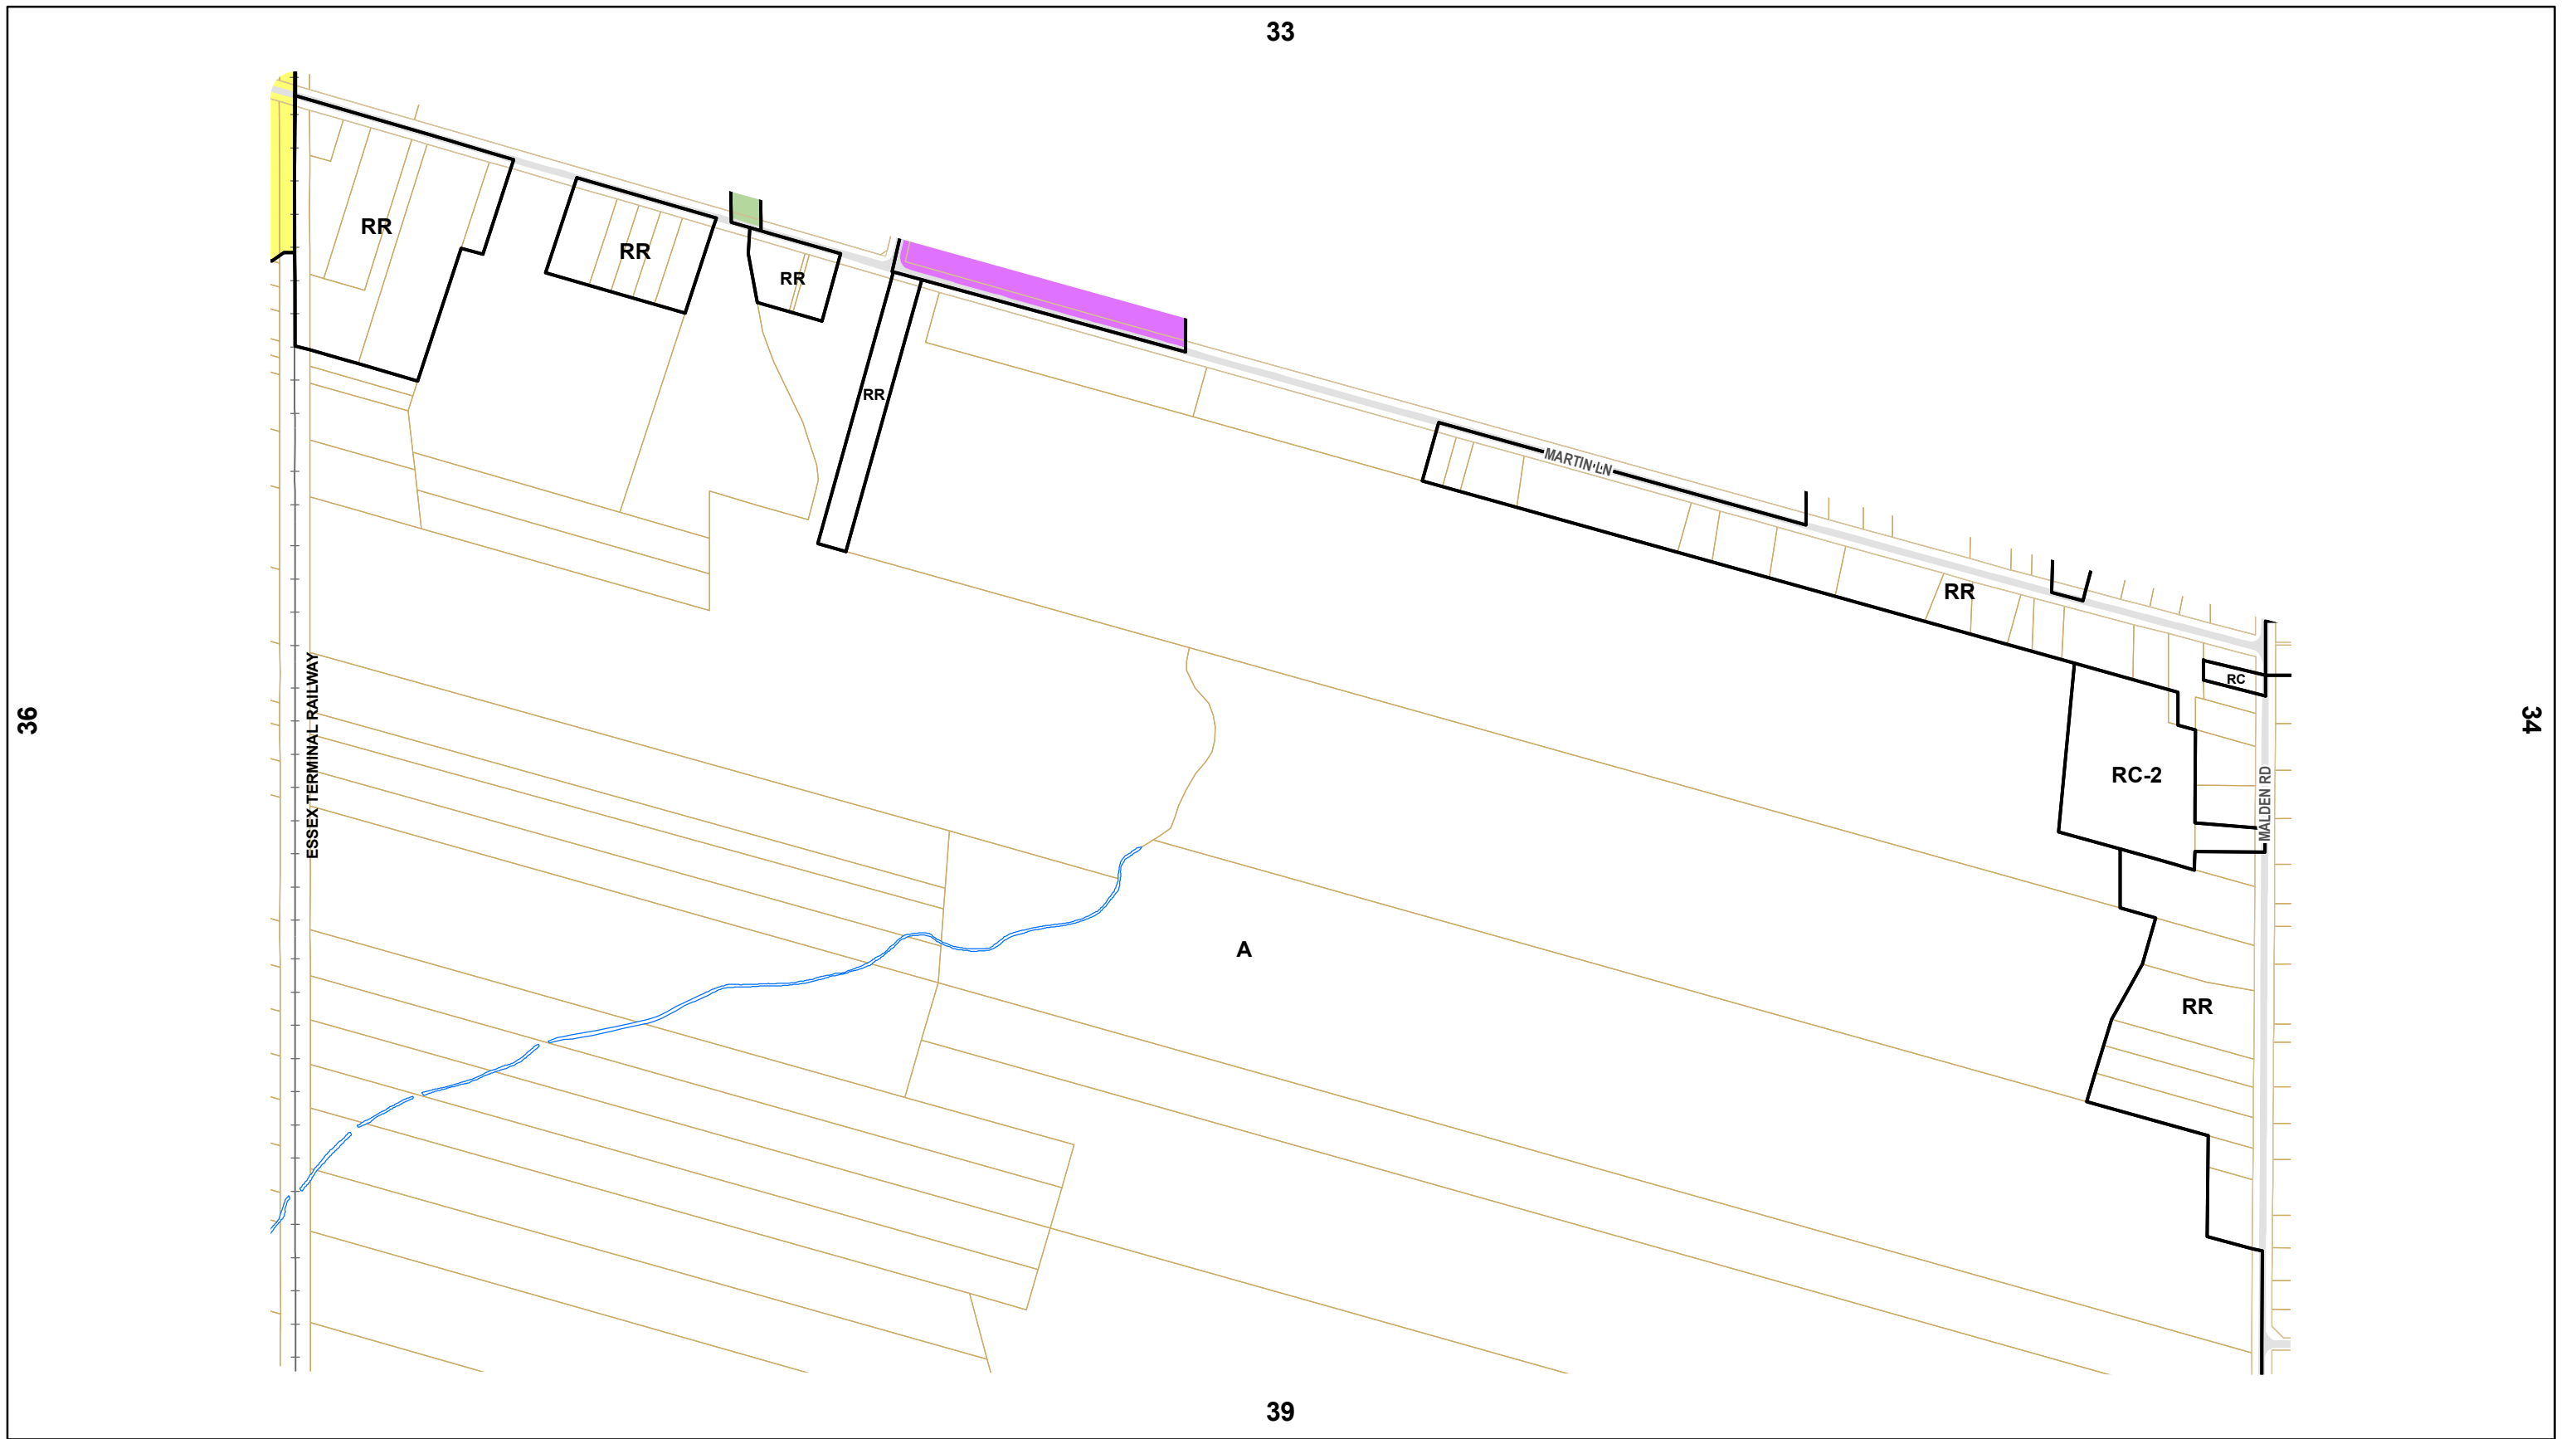 33
RR
RR
RR
RR
MARTIN LN
RR
RC
36
34
ESSEX TERMINAL RAILWAY
RC-2
MALDEN RD
A
RR
39